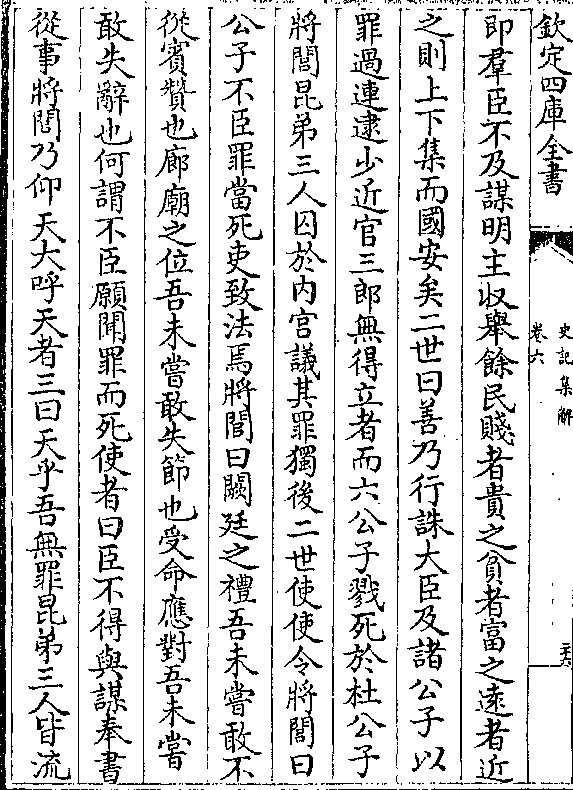 欽定四庫全書
史記集解
卷六
即羣臣不及謀明主収舉餘民賤者貴之貧者富之逺者近
之則上下集而國安矣二世曰善乃行誅大臣及諸公子以
罪過連逮少近官三郎無得立者而六公子戮死於杜公子
將閭昆弟三人囚於内宫議其罪獨後二世使使令將閭曰
公子不臣罪當死吏致法焉將閭曰闕廷之禮吾未嘗敢不
從賓贊也廊廟之位吾未嘗敢失節也受命應對吾未嘗
敢失辭也何謂不臣願聞罪而死使者曰臣不得與謀奉書
從事將閭乃仰天大呼天者三曰天乎吾無罪昆弟三人皆流